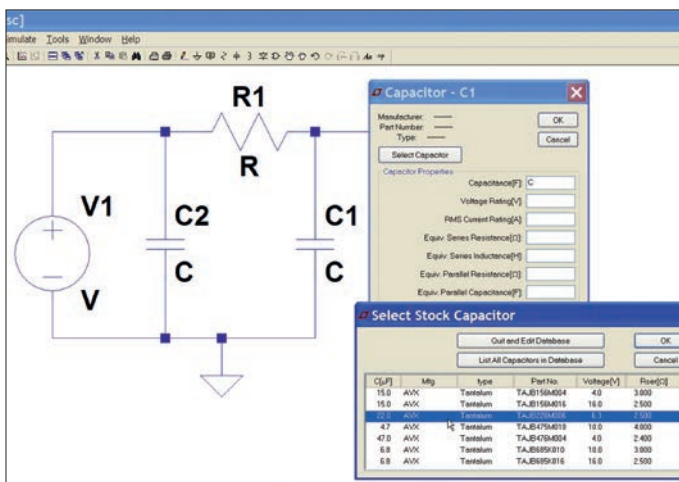 sc]
imulate Tools Window Help
R1
R
V1
V
C2
C
C1
C
Capacitor - C1
Manufacturer: ----
Part Number: ----
Type: ----
OK
Cancel
Select Capacitor
Capacitor Properties
Capacitance[F]: C
Voltage Rating[V]:
RMS Current Rating[A]:
Equiv. Series Resistance[Ω]:
Equiv. Series Inductance[H]:
Equiv. Parallel Resistance[Ω]:
Equiv. Parallel Capacitance[F]:
Select Stock Capacitor
Quit and Edit Database OK
List All Capacitors in Database Cancel
C[µF] Mfg type Part No. Voltage[V] Rser[Ω]
15.0 AVX Tantalum TAJB156M004 4.0 3.000
15.0 AVX Tantalum TAJB156M016 16.0 2.500
22.0 AVX Tantalum TAJB226M006 6.3 2.500
4.7 AVX Tantalum TAJB475M010 10.0 4.000
47.0 AVX Tantalum TAJB476M004 4.0 2.400
6.8 AVX Tantalum TAJB685K010 10.0 3.000
6.8 AVX Tantalum TAJB685K016 16.0 2.500